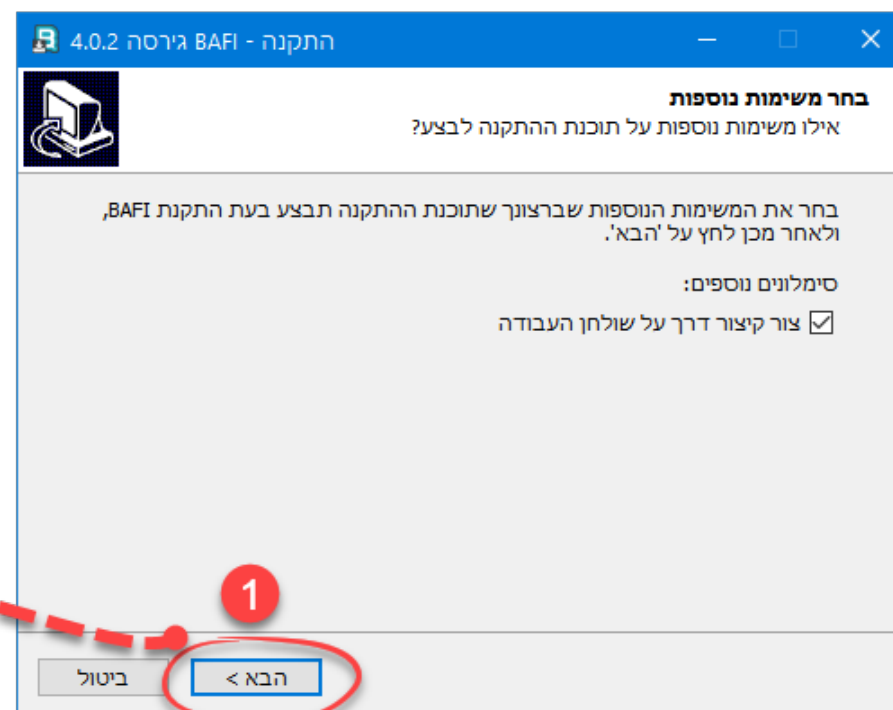 התקנה - BAFI גירסה 4.0.2
בחר משימות נוספות
אילו משימות נוספות על תוכנת ההתקנה לבצע?
בחר את המשימות הנוספות שברצונך שתוכנת ההתקנה תבצע בעת התקנת BAFI,
ולאחר מכן לחץ על 'הבא'.
סימלונים נוספים:
צור קיצור דרך על שולחן העבודה
1
הבא >
ביטול